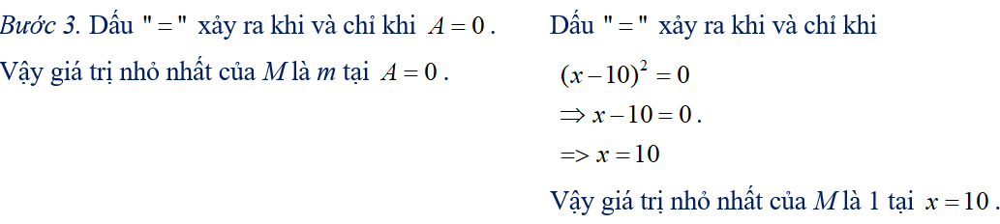 Bước 3. Dấu "=" xảy ra khi và chỉ khi A = 0.
Vậy giá trị nhỏ nhất của M là m tại A = 0.
Dấu "=" xảy ra khi và chỉ khi
(x−10)² = 0
⇒ x−10 = 0.
=> x = 10
Vậy giá trị nhỏ nhất của M là 1 tại x = 10.